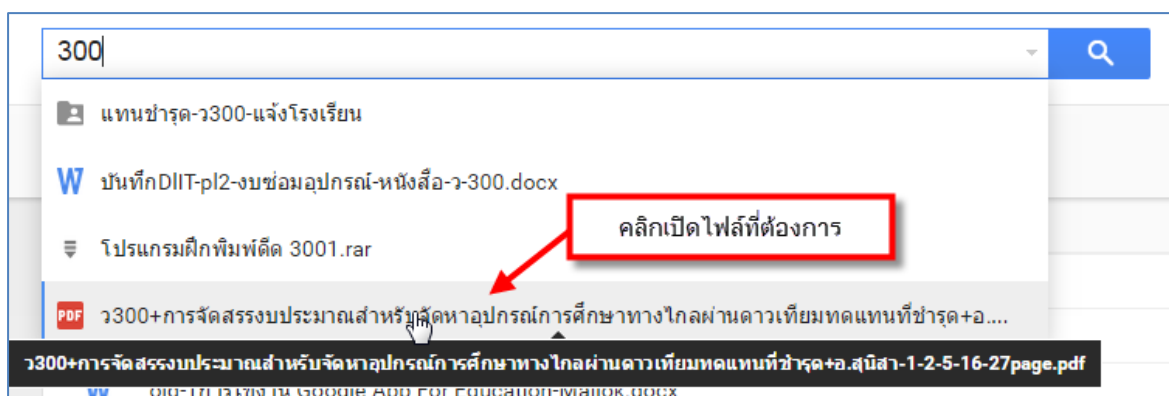 300
แทนชำรุด-ว300-แจ้งโรงเรียน
บันทึกDlIT-pl2-งบซ่อมอุปกรณ์-หนังสือ-ว-300.docx
คลิกเปิดไฟล์ที่ต้องการ
โปรแกรมฝึกพิมพ์ดีด 3001.rar
PDF ว300+การจัดสรรงบประมาณสำหรับจัดหาอุปกรณ์การศึกษาทางไกลผ่านดาวเทียมทดแทนที่ชำรุด+อ....
ว300+การจัดสรรงบประมาณสำหรับจัดหาอุปกรณ์การศึกษาทางไกลผ่านดาวเทียมทดแทนที่ชำรุด+อ.สุนิสา-1-2-5-16-27page.pdf
Google App For Education-Mallok.docx